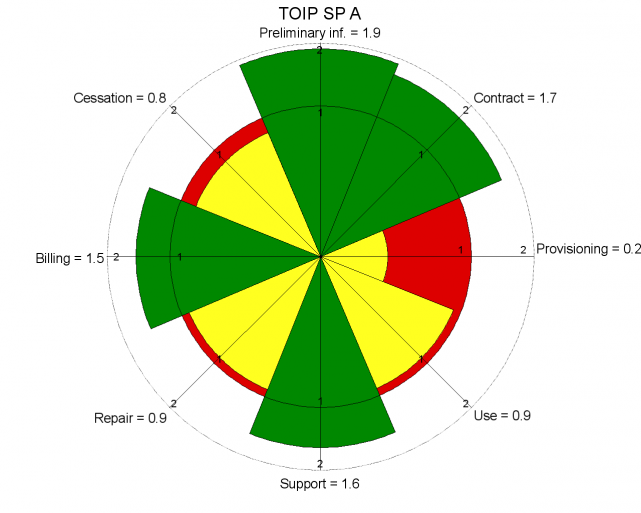 TOIP SP A
Preliminary inf. = 1.9
2
Cessation = 0.8
2
2
Contract = 1.7
1
1
1
Billing = 1.5
2
1
1
2
Provisioning = 0.2
1
1
1
Repair = 0.9
2
2
Use = 0.9
2
Support = 1.6